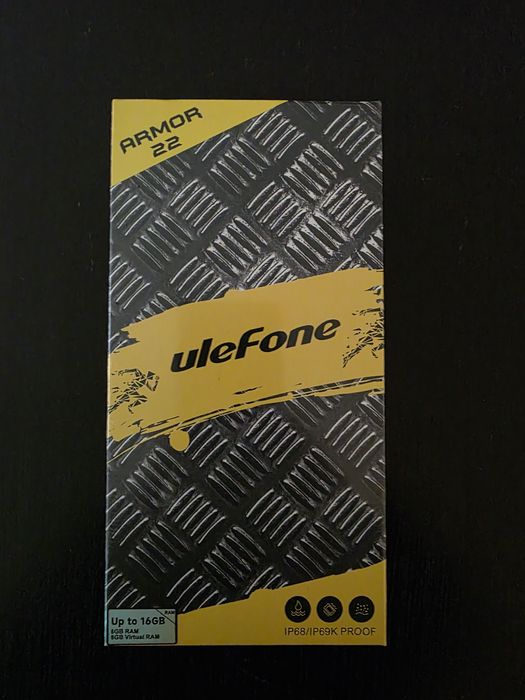 ARMOR
22
uleFone
RAM
Up to 16GB
8GB RAM
8GB Virtual RAM
IP68/IP69K PROOF